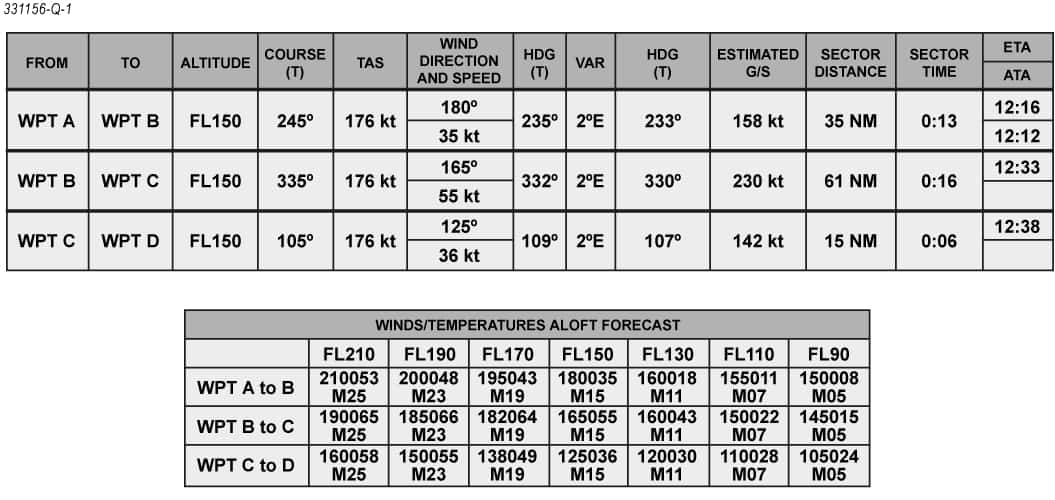 331156-Q-1
FROM TO ALTITUDE COURSE (T) TAS WIND DIRECTION AND SPEED HDG (T) VAR HDG (T) ESTIMATED G/S SECTOR DISTANCE SECTOR TIME ETA
ATA
WPT A WPT B FL150 245º 176 kt 180º 235º 2ºE 233º 158 kt 35 NM 0:13 12:16
35 kt 12:12
WPT B WPT C FL150 335º 176 kt 165º 332º 2ºE 330º 230 kt 61 NM 0:16 12:33
55 kt
WPT C WPT D FL150 105º 176 kt 125º 109º 2ºE 107º 142 kt 15 NM 0:06 12:38
36 kt
WINDS/TEMPERATURES ALOFT FORECAST
FL210 FL190 FL170 FL150 FL130 FL110 FL90
WPT A to B 210053 200048 195043 180035 160018 155011 150008
M25 M23 M19 M15 M11 M07 M05
WPT B to C 190065 185066 182064 165055 160043 150022 145015
M25 M23 M19 M15 M11 M07 M05
WPT C to D 160058 150055 138049 125036 120030 110028 105024
M25 M23 M19 M15 M11 M07 M05